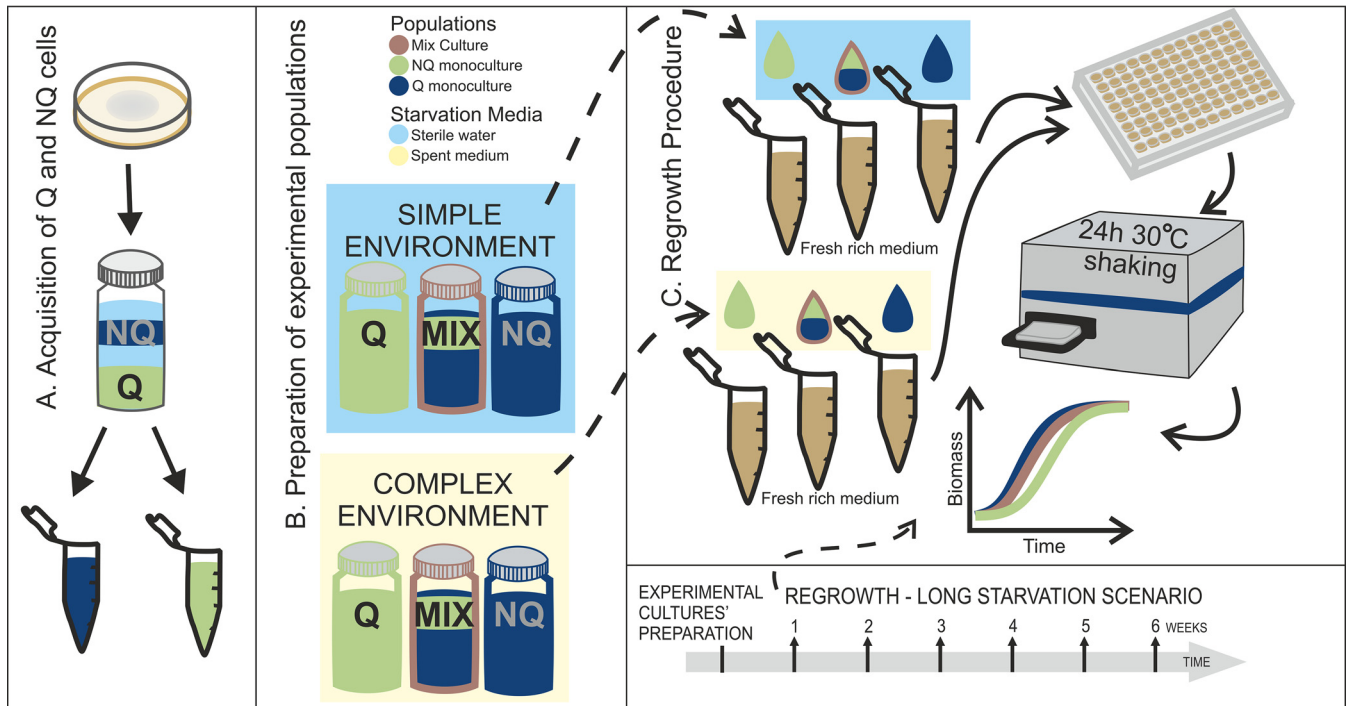 A. Acquisition of Q and NQ cells
NQ
Q
B. Preparation of experimental populations
Populations
Mix Culture
NQ monoculture
Q monoculture
Starvation Media
Sterile water
Spent medium
SIMPLE
ENVIRONMENT
Q
MIX
NQ
COMPLEX
ENVIRONMENT
Q
MIX
NQ
C. Regrowth Procedure
Fresh rich medium
Fresh rich medium
24h 30°C
shaking
Biomass
Time
EXPERIMENTAL
CULTURES'
PREPARATION
REGROWTH - LONG STARVATION SCENARIO
1 2 3 4 5 6 WEEKS
TIME